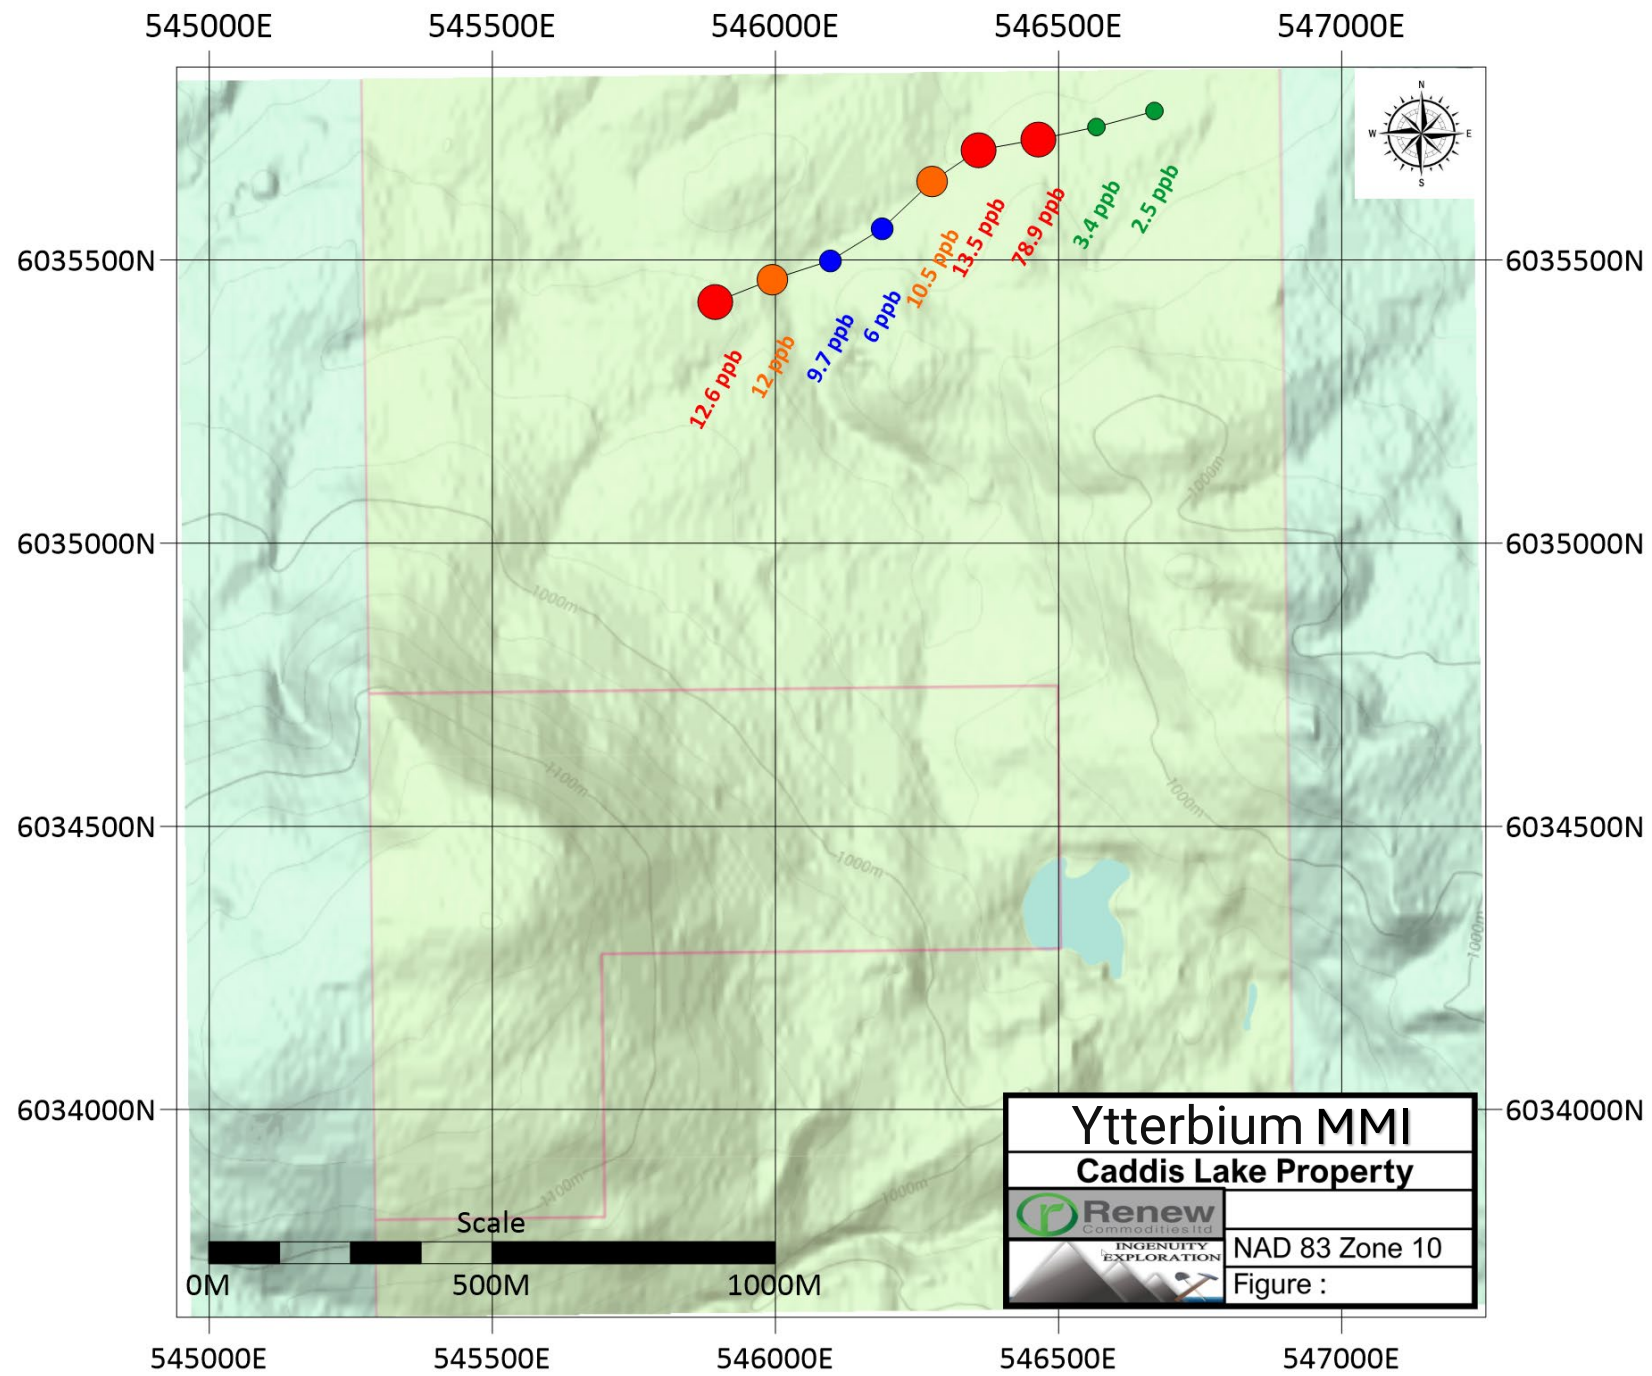 545000E 545500E 546000E 546500E 547000E
N
W E
S
6035500N 6035500N
12.6 ppb
12 ppb
9.7 ppb
6 ppb
10.5 ppb
13.5 ppb
78.9 ppb
3.4 ppb
2.5 ppb
1000m
6035000N 6035000N
1000m
1100m
1000m
6034500N 6034500N
1000m
1000m
6034000N 6034000N
1100m
1000m
Scale
0M 500M 1000M
Ytterbium MMI
Caddis Lake Property
r Renew
Commodities ltd
INGENUITY
EXPLORATION
NAD 83 Zone 10
Figure :
545000E 545500E 546000E 546500E 547000E